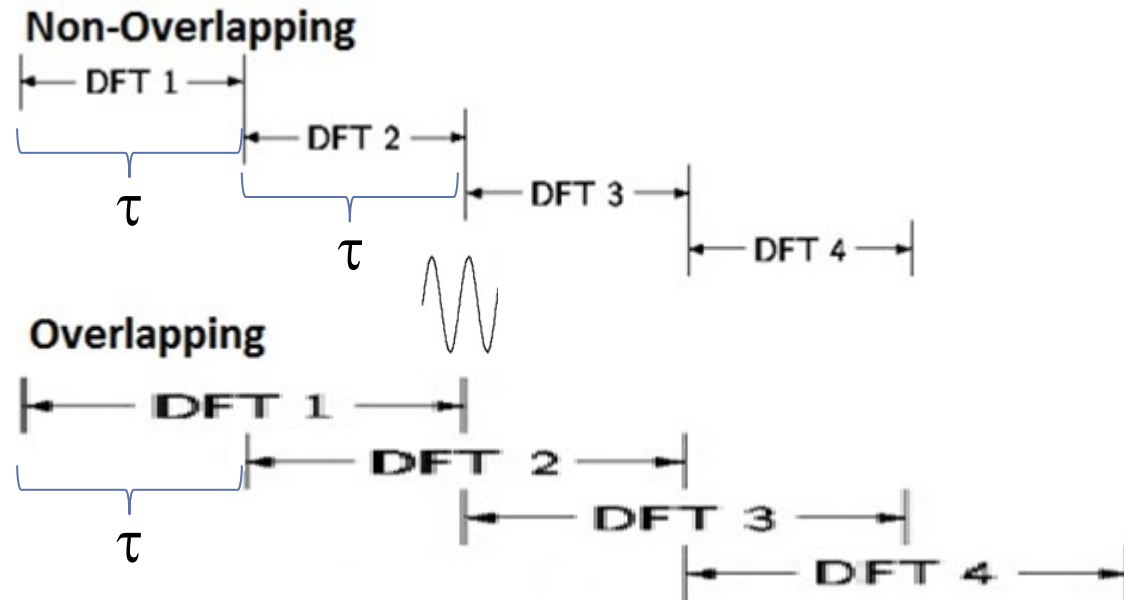 Non-Overlapping
DFT 1
DFT 2
τ
DFT 3
τ
DFT 4
Overlapping
DFT 1
DFT 2
DFT 3
τ
DFT 4